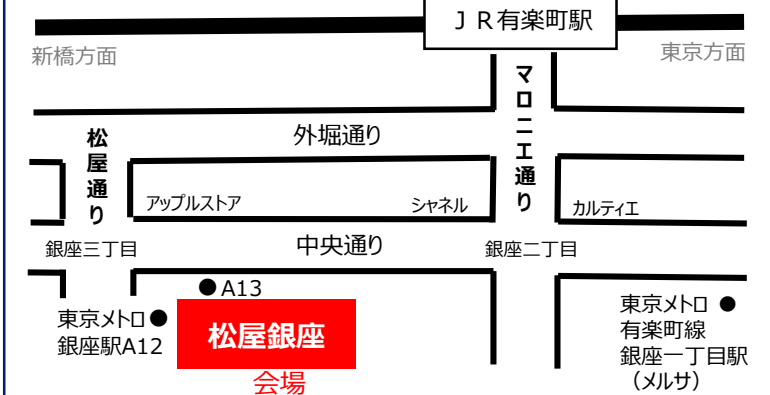 ＪＲ有楽町駅
新橋方面
東京方面
マロニエ通り
外堀通り
松屋通り
アップルストア
シャネル
カルティエ
銀座三丁目
中央通り
銀座二丁目
●A13
東京メトロ●
銀座駅A12
松屋銀座
会場
東京メトロ ●
有楽町線
銀座一丁目駅
（メルサ）